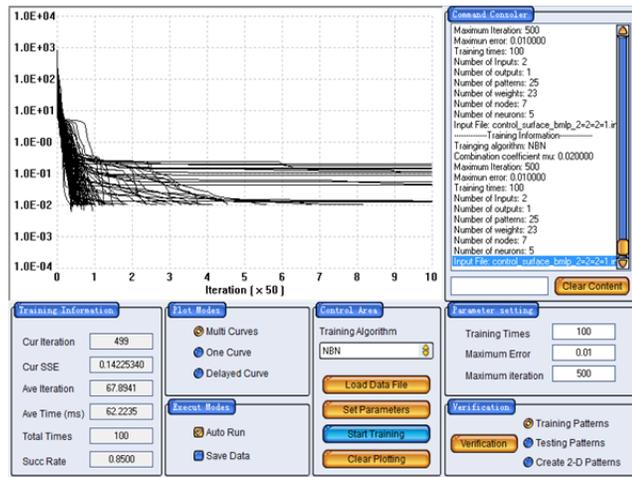 1.0E+04
1.0E+03
1.0E+02
1.0E+01
1.0E-00
1.0E-01
1.0E-02
1.0E-03
1.0E-04
0 1 2 3 4 5 6 7 8 9 10
Iteration [ × 50 ]
Command Consoler
Maximum Iteration: 500
Maximun error: 0.010000
Training times: 100
Number of Inputs: 2
Number of outputs: 1
Number of patterns: 25
Number of weights: 23
Number of nodes: 7
Number of neurons: 5
Input File: control_surface_bmlp_2=2=2=1.in
--------------Training Information--------------
Trainging algorithm: NBN
Combination coefficient mu: 0.020000
Maximum Iteration: 500
Maximum error: 0.010000
Training times: 100
Number of Inputs: 2
Number of outputs: 1
Number of patterns: 25
Number of weights: 23
Number of nodes: 7
Number of neurons: 5
Input File: control_surface_bmlp_2=2=2=1.in
Clear Content
Training Information
Cur Iteration 499
Cur SSE 0.14225340
Ave Iteration 67.8941
Ave Time (ms) 62.2235
Total Times 100
Succ Rate 0.8500
Plot Modes
Multi Curves
One Curve
Delayed Curve
Execut Modes
Auto Run
Save Data
Control Area
Training Algorithm
NBN
Load Data File
Set Parameters
Start Training
Clear Plotting
Parameter setting
Training Times 100
Maximum Error 0.01
Maximum iteration 500
Verification
Verification
Training Patterns
Testing Patterns
Create 2-D Patterns